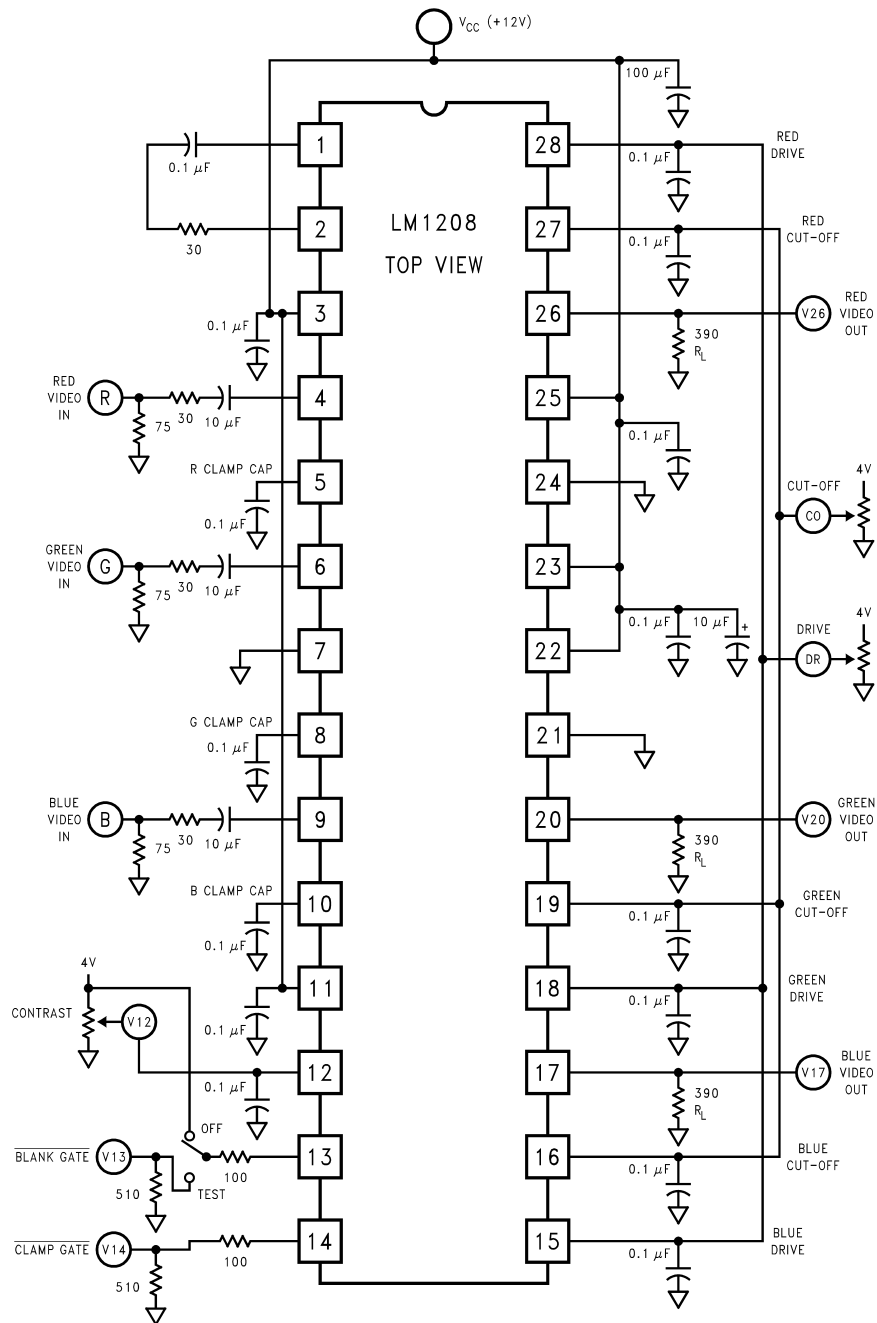 V_CC (+12V)
100 µF
1
28
0.1 µF
0.1 µF
RED
DRIVE
2
27
30
LM1208
TOP VIEW
0.1 µF
RED
CUT-OFF
3
26
0.1 µF
V26
RED
VIDEO
OUT
390
R_L
RED
VIDEO
IN
R
75
30
10 µF
4
25
0.1 µF
R CLAMP CAP
0.1 µF
5
24
CUT-OFF
CO
4V
GREEN
VIDEO
IN
G
75
30
10 µF
6
23
0.1 µF
10 µF
+
7
22
DRIVE
DR
4V
G CLAMP CAP
0.1 µF
8
21
BLUE
VIDEO
IN
B
75
30
10 µF
9
20
390
R_L
V20
GREEN
VIDEO
OUT
B CLAMP CAP
0.1 µF
10
19
0.1 µF
GREEN
CUT-OFF
4V
11
18
0.1 µF
0.1 µF
GREEN
DRIVE
CONTRAST
V12
0.1 µF
12
17
390
R_L
V17
BLUE
VIDEO
OUT
OFF
BLANK GATE
V13
510
TEST
100
13
16
0.1 µF
BLUE
CUT-OFF
CLAMP GATE
V14
510
100
14
15
0.1 µF
BLUE
DRIVE